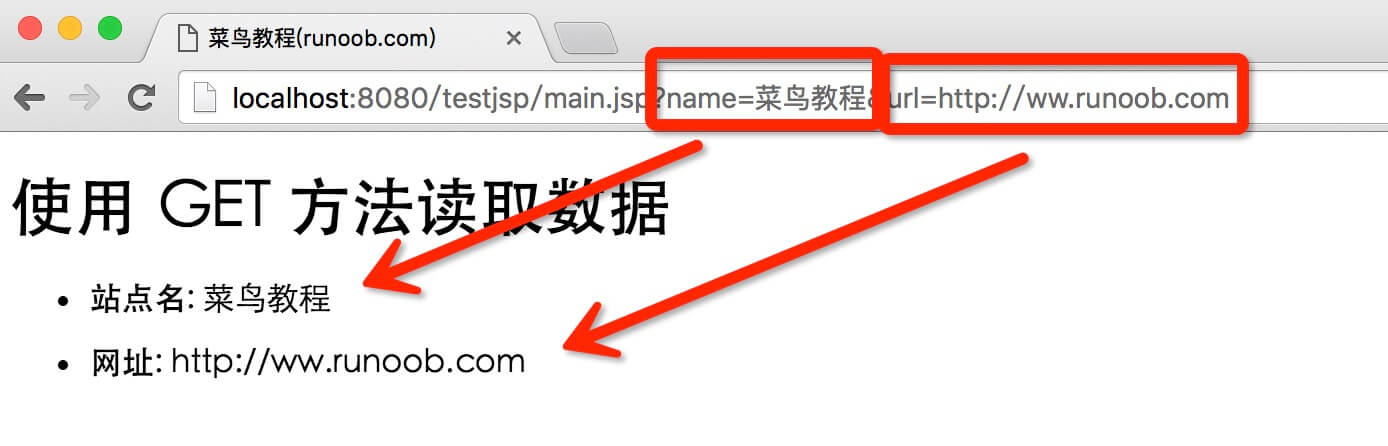 菜鸟教程(runoob.com)
localhost:8080/testjsp/main.jsp?name=菜鸟教程&url=http://ww.runoob.com
使用 GET 方法读取数据
• 站点名: 菜鸟教程
• 网址: http://ww.runoob.com